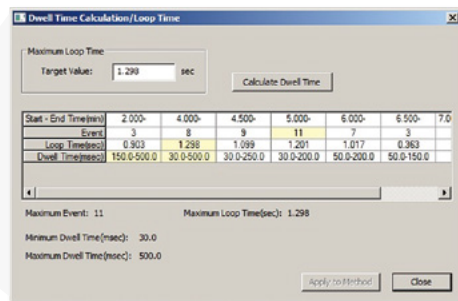 Dwell Time Calculation/Loop Time
Maximum Loop Time
Target Value: 1.298 sec
Calculate Dwell Time
Start - End Time(min) 2.000- 4.000- 4.500- 5.000- 6.000- 6.500- 7.0
Event 3 8 9 11 7 3
Loop Time(sec) 0.903 1.298 1.099 1.201 1.017 0.363
Dwell Time(msec) 150.0-500.0 30.0-500.0 30.0-250.0 30.0-200.0 50.0-200.0 50.0-150.0
Maximum Event: 11 Maximum Loop Time(sec): 1.298
Minimum Dwell Time(msec): 30.0
Maximum Dwell Time(msec): 500.0
Apply to Method Close